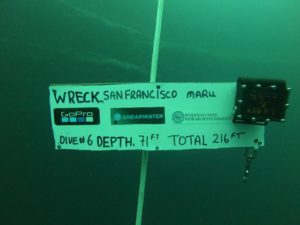 WRECK. SAN FRANCISCO MARU
GoPro SHEARWATER
DIVE#6 DEPTH. 71FT TOTAL 216FT